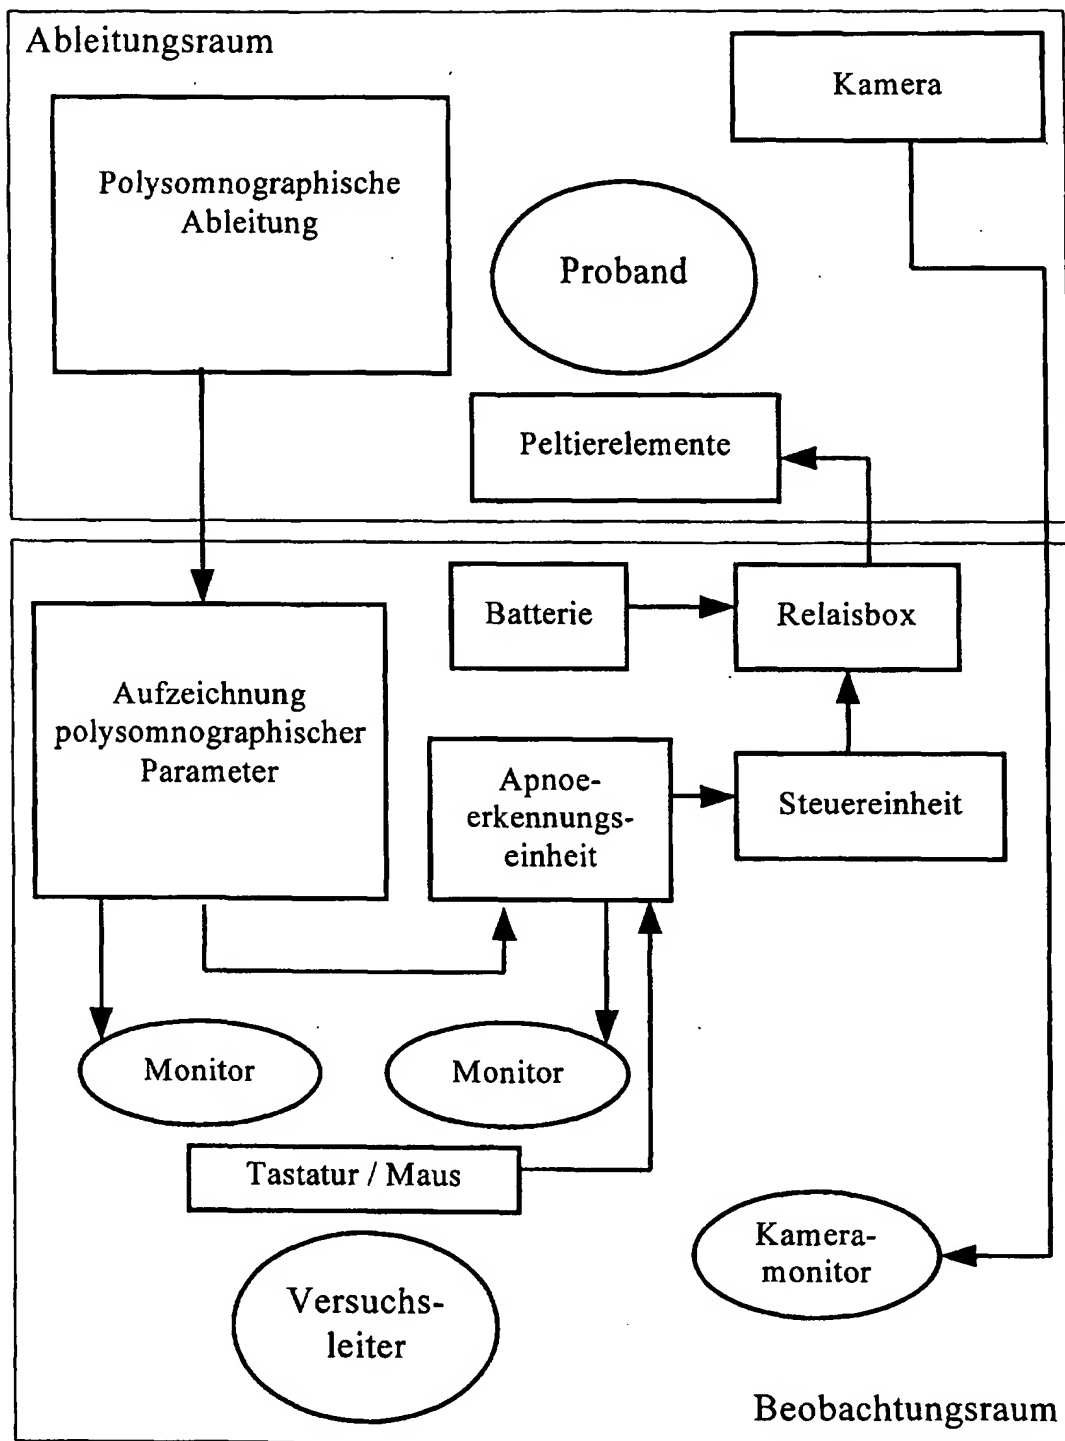 Ableitungsraum
Kamera
Polysomnographische
Ableitung
Proband
Peltierelemente
Batterie
Relaisbox
Aufzeichnung
polysomnographischer
Parameter
Apnoe-
erkennungs-
einheit
Steuereinheit
Monitor
Monitor
Tastatur / Maus
Kamera-
monitor
Versuchs-
leiter
Beobachtungsraum